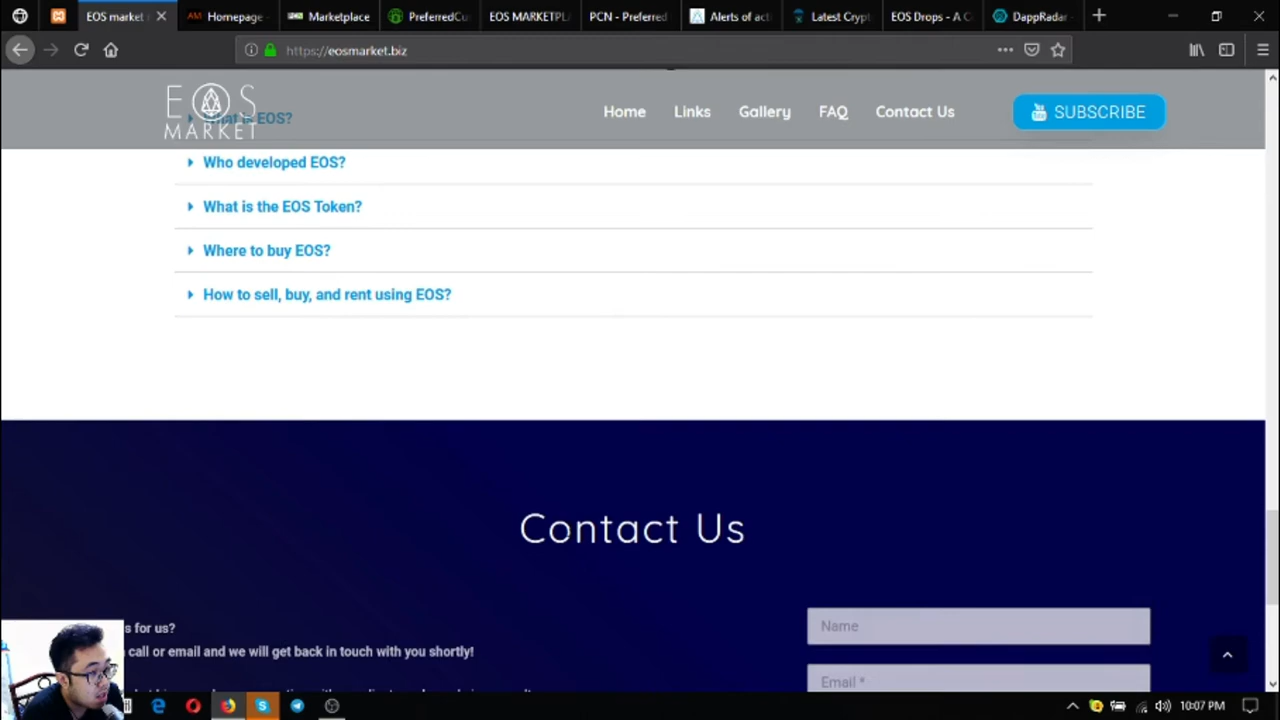 EOS market
Homepage
Marketplace
PreferredCu
EOS MARKETPL
PCN - Preferred
Alerts of act
Latest Crypt
EOS Drops - A C
DappRadar
https://eosmarket.biz
EOS
MARKET
Home
Links
Gallery
FAQ
Contact Us
SUBSCRIBE
What is EOS?
Who developed EOS?
What is the EOS Token?
Where to buy EOS?
How to sell, buy, and rent using EOS?
Contact Us
s for us?
call or email and we will get back in touch with you shortly!
Name
Email *
10:07 PM